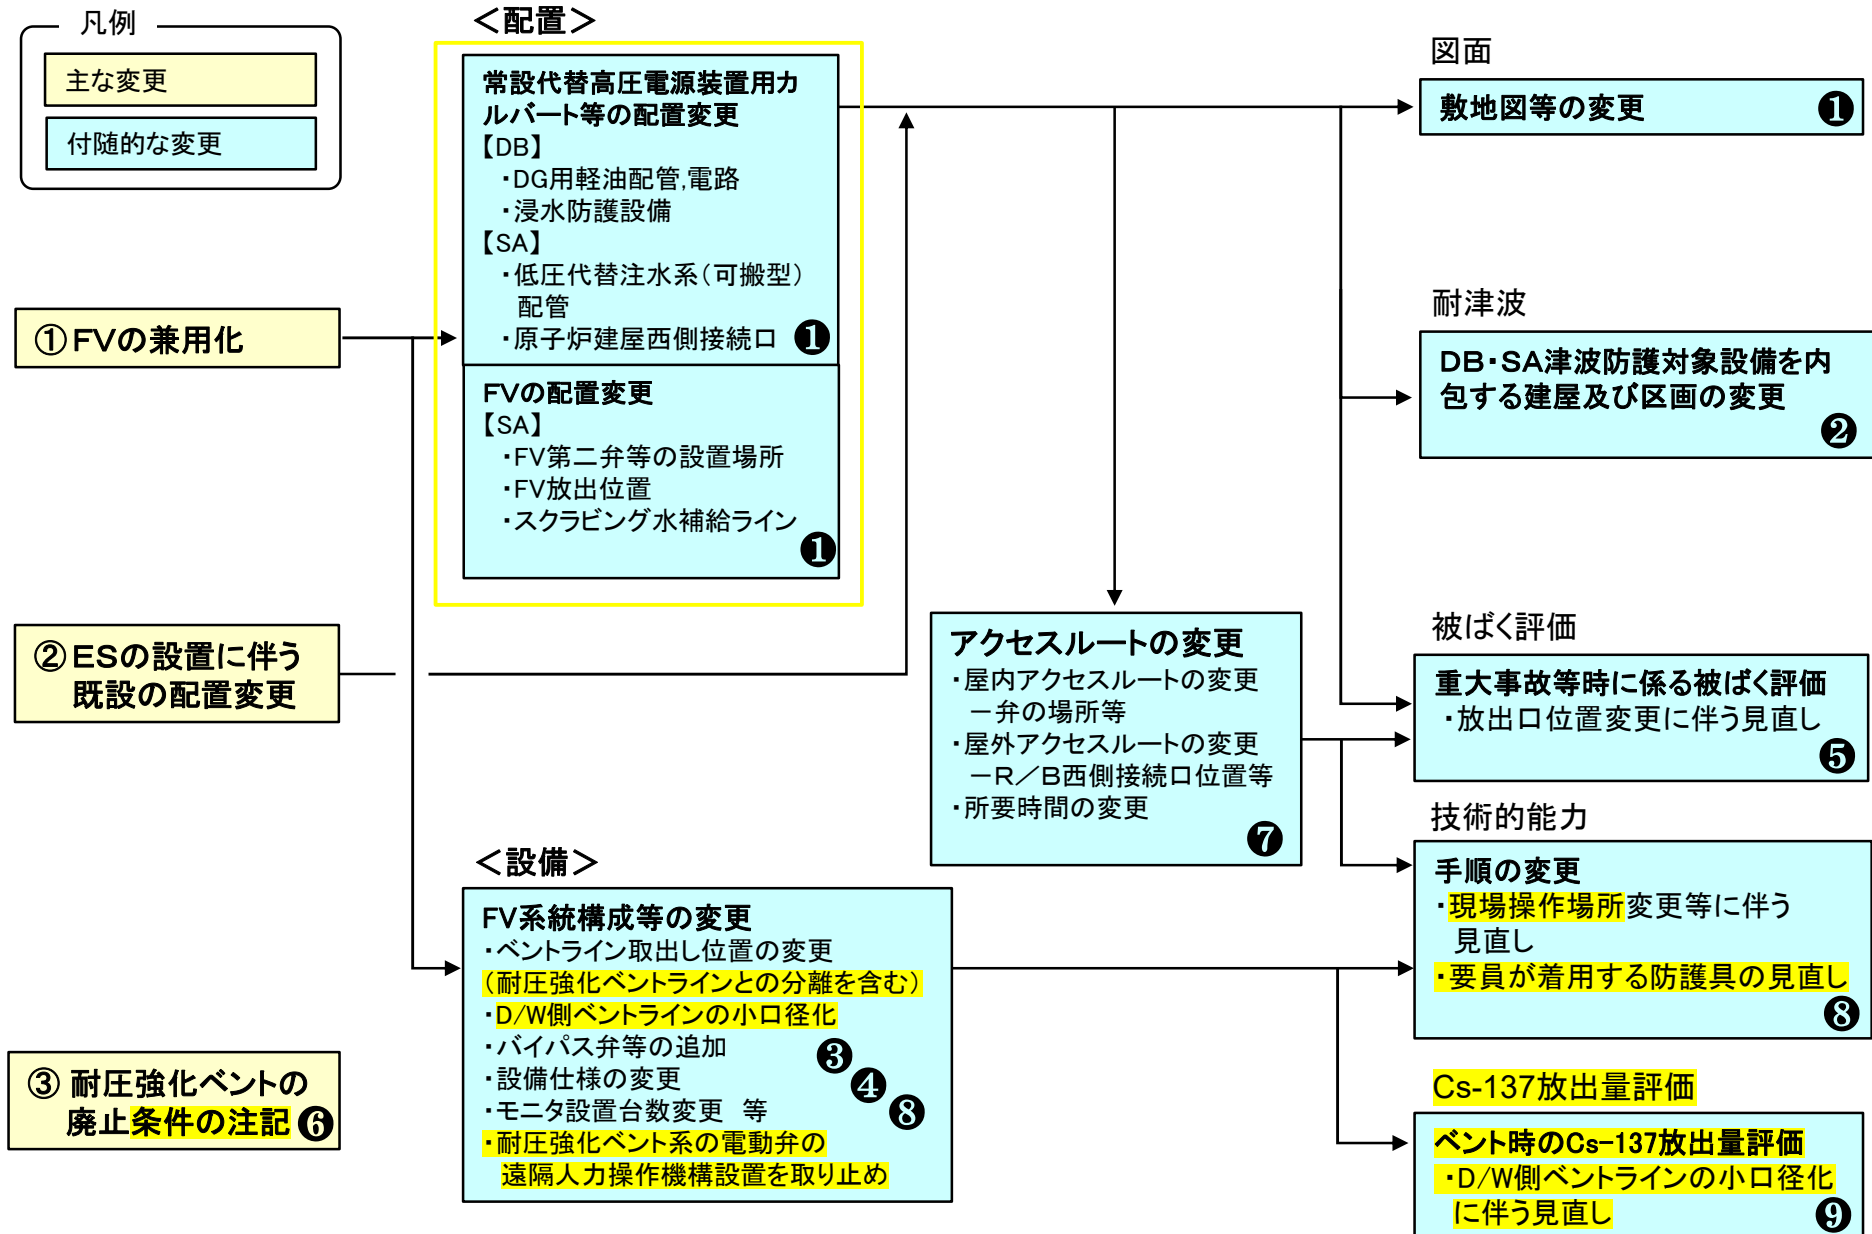 凡例
主な変更
付随的な変更
＜配置＞
常設代替高圧電源装置用カ
ルバート等の配置変更
【DB】
・DG用軽油配管,電路
・浸水防護設備
【SA】
・低圧代替注水系(可搬型)
配管
・原子炉建屋西側接続口 ❶
FVの配置変更
【SA】
・FV第二弁等の設置場所
・FV放出位置
・スクラビング水補給ライン
❶
①FVの兼用化
②ESの設置に伴う
既設の配置変更
③ 耐圧強化ベントの
廃止条件の注記 ❻
＜設備＞
FV系統構成等の変更
・ベントライン取出し位置の変更
(耐圧強化ベントラインとの分離を含む)
・D/W側ベントラインの小口径化
・バイパス弁等の追加 ❸
・設備仕様の変更 ❹
・モニタ設置台数変更 等 ❽
・耐圧強化ベント系の電動弁の
遠隔人力操作機構設置を取り止め
アクセスルートの変更
・屋内アクセスルートの変更
－弁の場所等
・屋外アクセスルートの変更
－R／B西側接続口位置等
・所要時間の変更
❼
図面
敷地図等の変更 ❶
耐津波
DB・SA津波防護対象設備を内
包する建屋及び区画の変更
❷
被ばく評価
重大事故等時に係る被ばく評価
・放出口位置変更に伴う見直し
❺
技術的能力
手順の変更
・現場操作場所変更等に伴う
見直し
・要員が着用する防護具の見直し
❽
Cs-137放出量評価
ベント時のCs-137放出量評価
・D/W側ベントラインの小口径化
に伴う見直し ❾